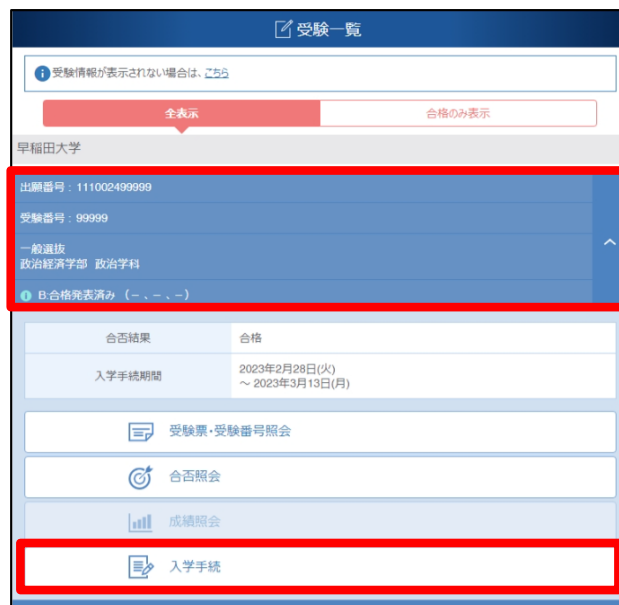 受験一覧
受験情報が表示されない場合は、こちら
全表示
合格のみ表示
早稲田大学
出願番号：111002499999
受験番号：99999
一般選抜
政治経済学部 政治学科
B:合格発表済み （－、－、－）
合否結果 合格
入学手続期間 2023年2月28日(火)
～ 2023年3月13日(月)
受験票・受験番号照会
合否照会
成績照会
入学手続